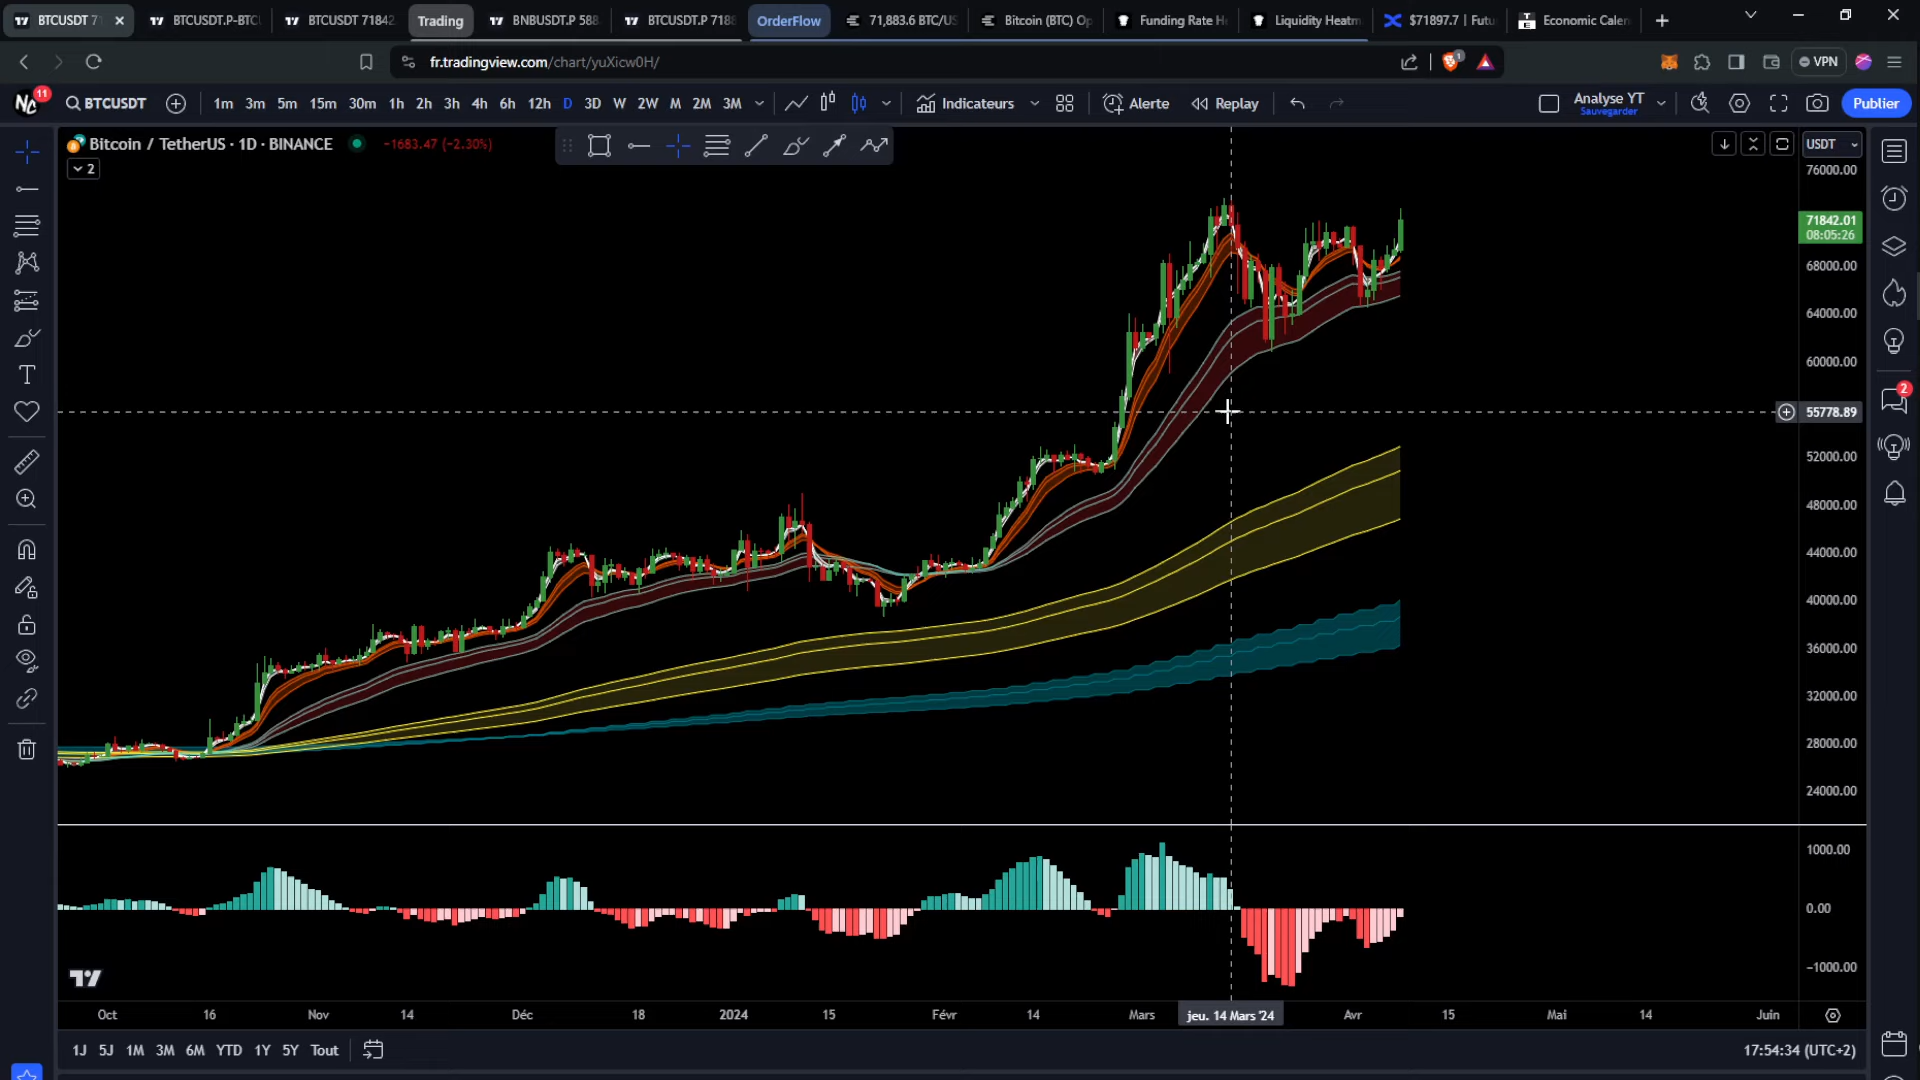 BTCUSDT 7
BTCUSDT.P-BTC
BTCUSDT 71842.
Trading
BNBUSDT.P 588
BTCUSDT.P 7188
OrderFlow
71,883.6 BTC/US
Bitcoin (BTC) Op
Funding Rate H
Liquidity Heatm
$71897.7 | Futu
Economic Calen
fr.tradingview.com/chart/yuXicw0H/
1
VPN
11
BTCUSDT
1m 3m 5m 15m 30m 1h 2h 3h 4h 6h 12h D 3D W 2W M 2M 3M
Indicateurs
Alerte
Replay
Analyse YT
Sauvegarder
Publier
Bitcoin / TetherUS · 1D · BINANCE
-1683.47 (-2.30%)
2
USDT
76000.00
71842.01
08:05:26
68000.00
64000.00
60000.00
2
55778.89
52000.00
48000.00
44000.00
40000.00
36000.00
32000.00
28000.00
24000.00
1000.00
0.00
-1000.00
Oct 16 Nov 14 Déc 18 2024 15 Févr 14 Mars jeu. 14 Mars '24 Avr 15 Mai 14 Juin
1J 5J 1M 3M 6M YTD 1Y 5Y Tout
17:54:34 (UTC+2)